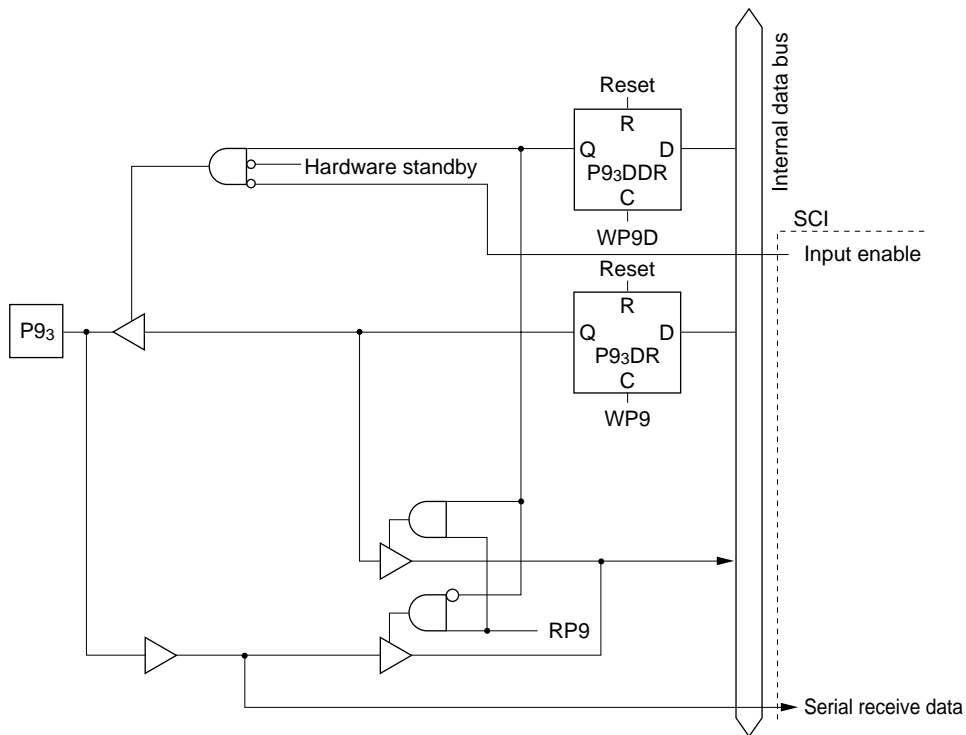 Reset
R
Q D
P9₃DDR
C
WP9D
Hardware standby
Internal data bus
SCI
Input enable
Reset
R
Q D
P9₃DR
C
WP9
P9₃
RP9
Serial receive data